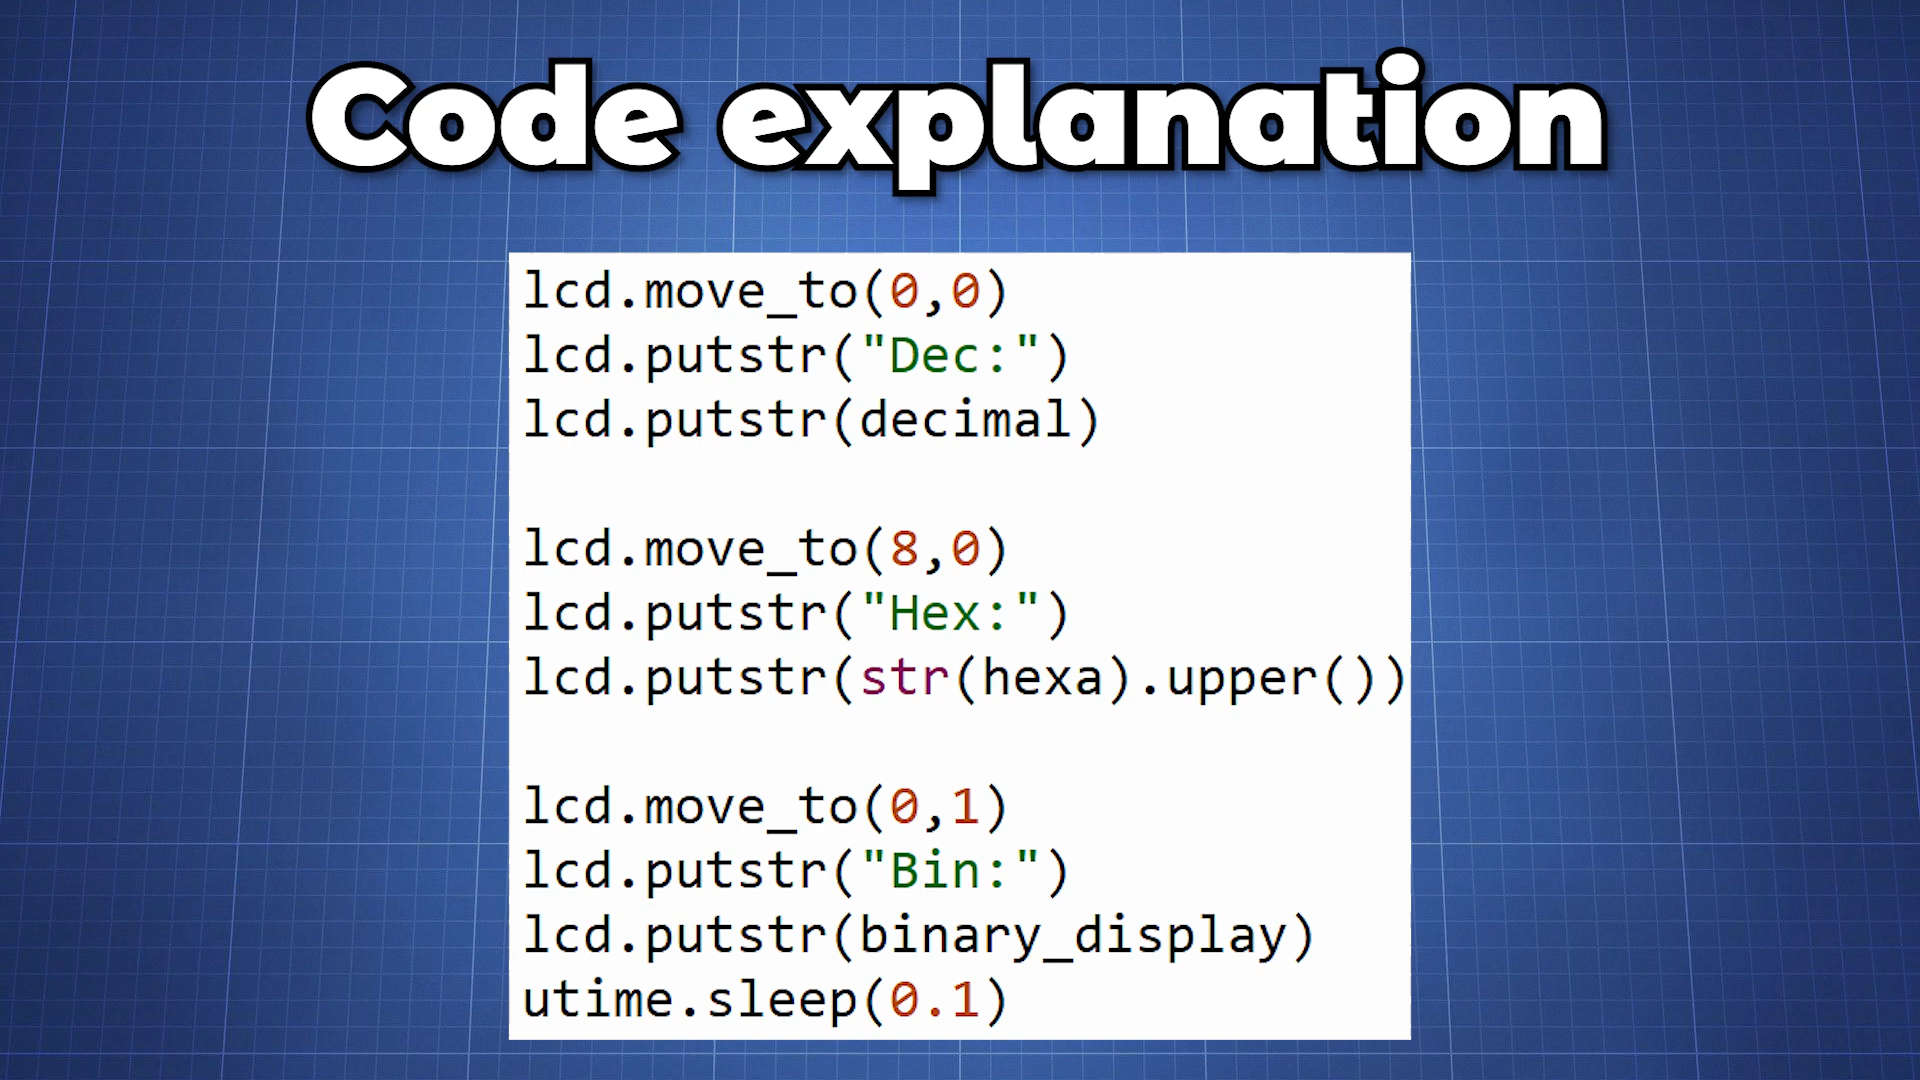 Code explanation
lcd.move_to(0,0)
lcd.putstr("Dec:")
lcd.putstr(decimal)
lcd.move_to(8,0)
lcd.putstr("Hex:")
lcd.putstr(str(hexa).upper())
lcd.move_to(0,1)
lcd.putstr("Bin:")
lcd.putstr(binary_display)
utime.sleep(0.1)